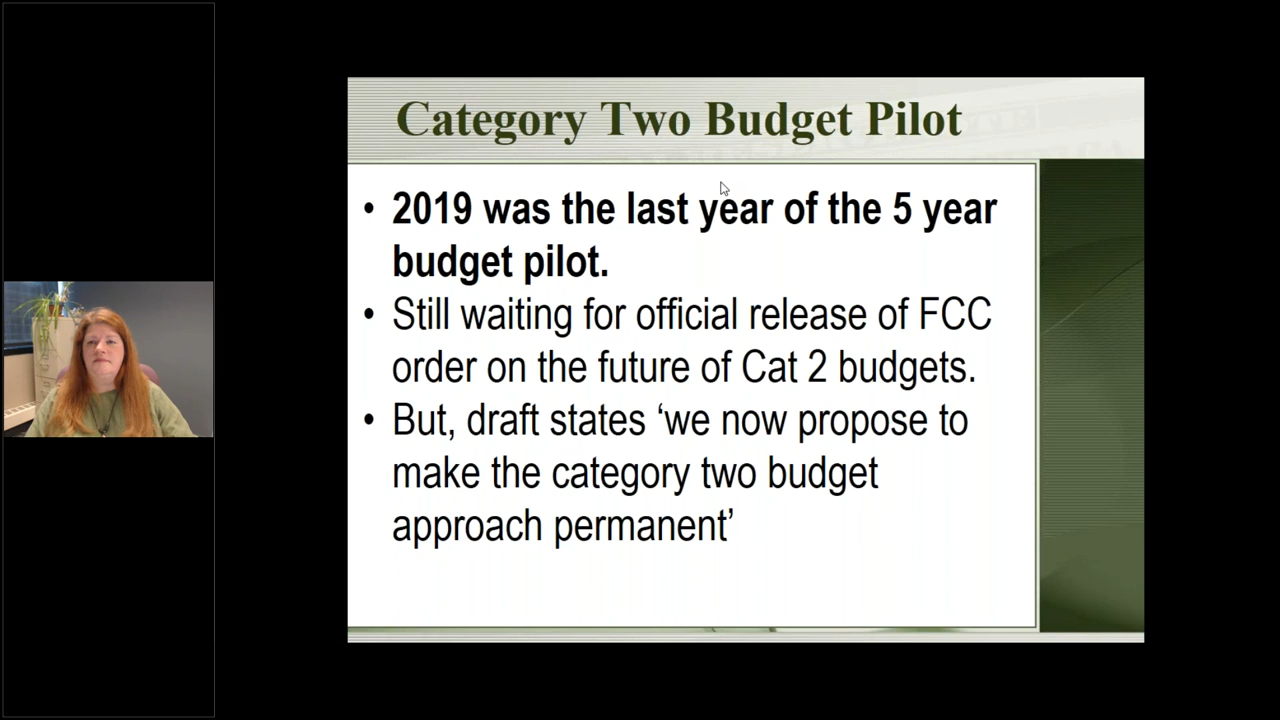 Category Two Budget Pilot
• 2019 was the last year of the 5 year
budget pilot.
• Still waiting for official release of FCC
order on the future of Cat 2 budgets.
• But, draft states ‘we now propose to
make the category two budget
approach permanent’